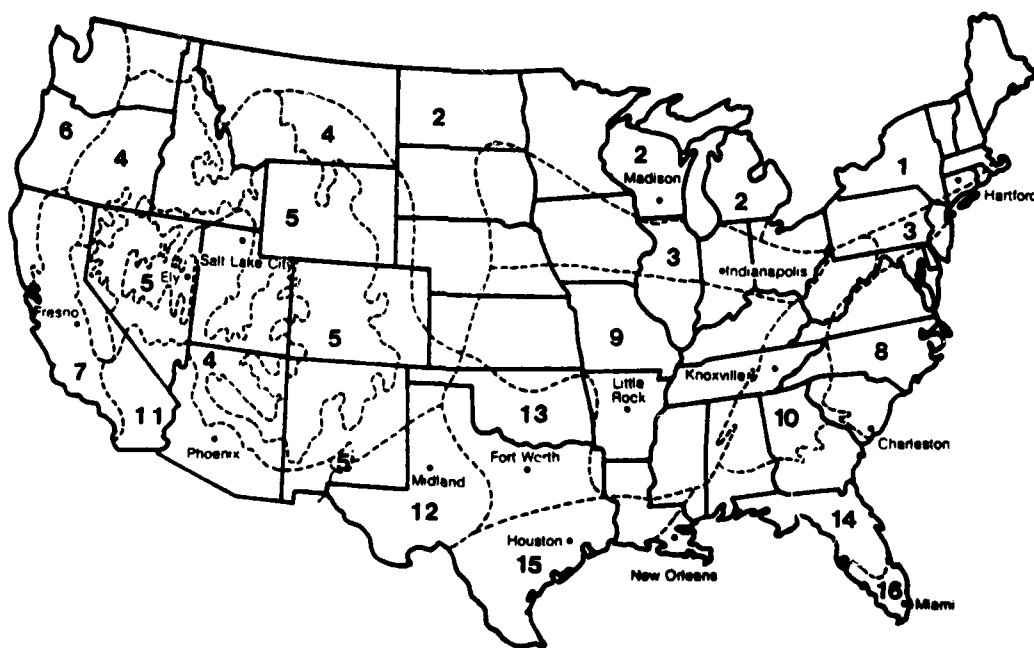 2
6
4
4
2
Madison
1
2
Hartford
5
3
Salt Lake City
3
5
Ely
Indianapolis
Fresno
5
9
8
7
4
Knoxville
Little
Rock
11
13
10
Phoenix
Charleston
5
Midland
Fort Worth
12
14
Houston
15
New Orleans
16
Miami